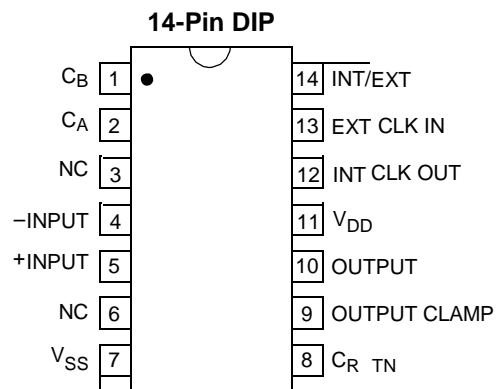 14-Pin DIP
CB 1
CA 2
NC 3
−INPUT 4
+INPUT 5
NC 6
VSS 7
14 INT/EXT
13 EXT CLK IN
12 INT CLK OUT
11 VDD
10 OUTPUT
9 OUTPUT CLAMP
8 CR TN